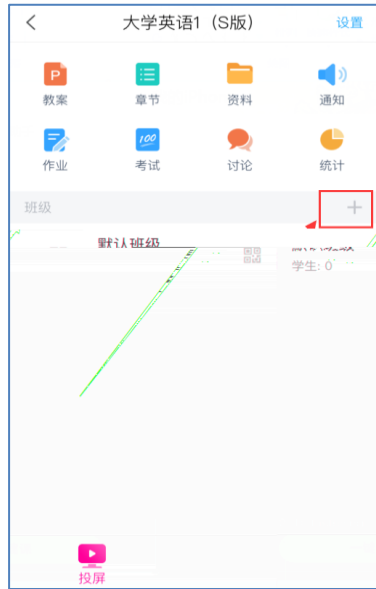 大学英语1（S版）
设置
教案
章节
资料
通知
100
作业
考试
讨论
统计
班级
默认班级
学生: 0
投屏